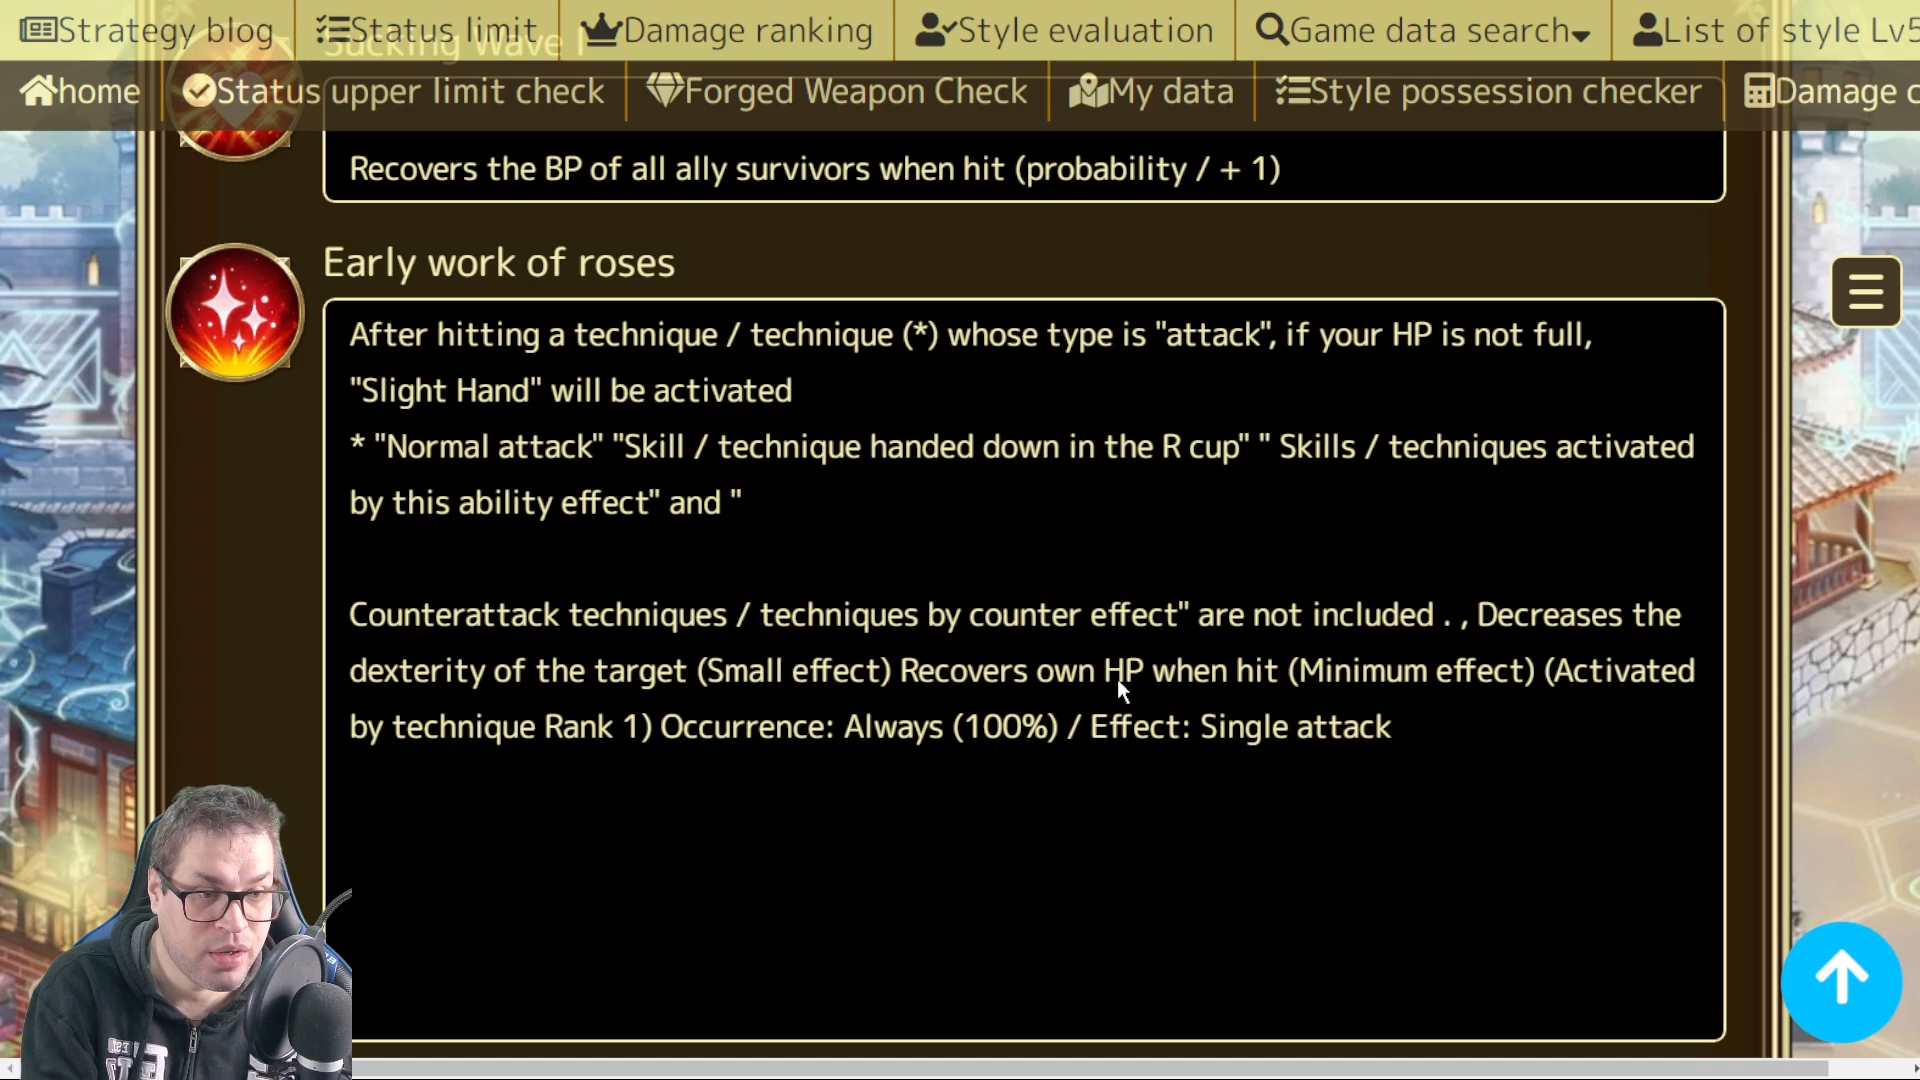 Strategy blog
Status limit
Damage ranking
Style evaluation
Game data search
List of style Lv5
home
Status upper limit check
Forged Weapon Check
My data
Style possession checker
Damage c
Sucking Wave I
Recovers the BP of all ally survivors when hit (probability / + 1)
Early work of roses
After hitting a technique / technique (*) whose type is "attack", if your HP is not full,
"Slight Hand" will be activated
* "Normal attack" "Skill / technique handed down in the R cup" " Skills / techniques activated
by this ability effect" and "
Counterattack techniques / techniques by counter effect" are not included . , Decreases the
dexterity of the target (Small effect) Recovers own HP when hit (Minimum effect) (Activated
by technique Rank 1) Occurrence: Always (100%) / Effect: Single attack